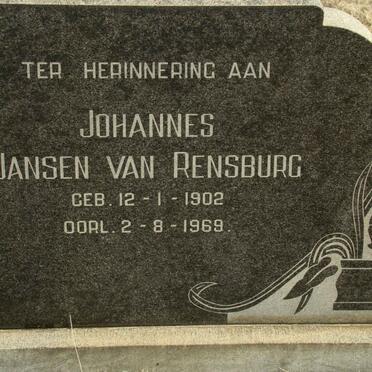 TER HERINNERING AAN
JOHANNES
JANSEN VAN RENSBURG
GEB. 12-1-1902
OORL. 2-8-1969.